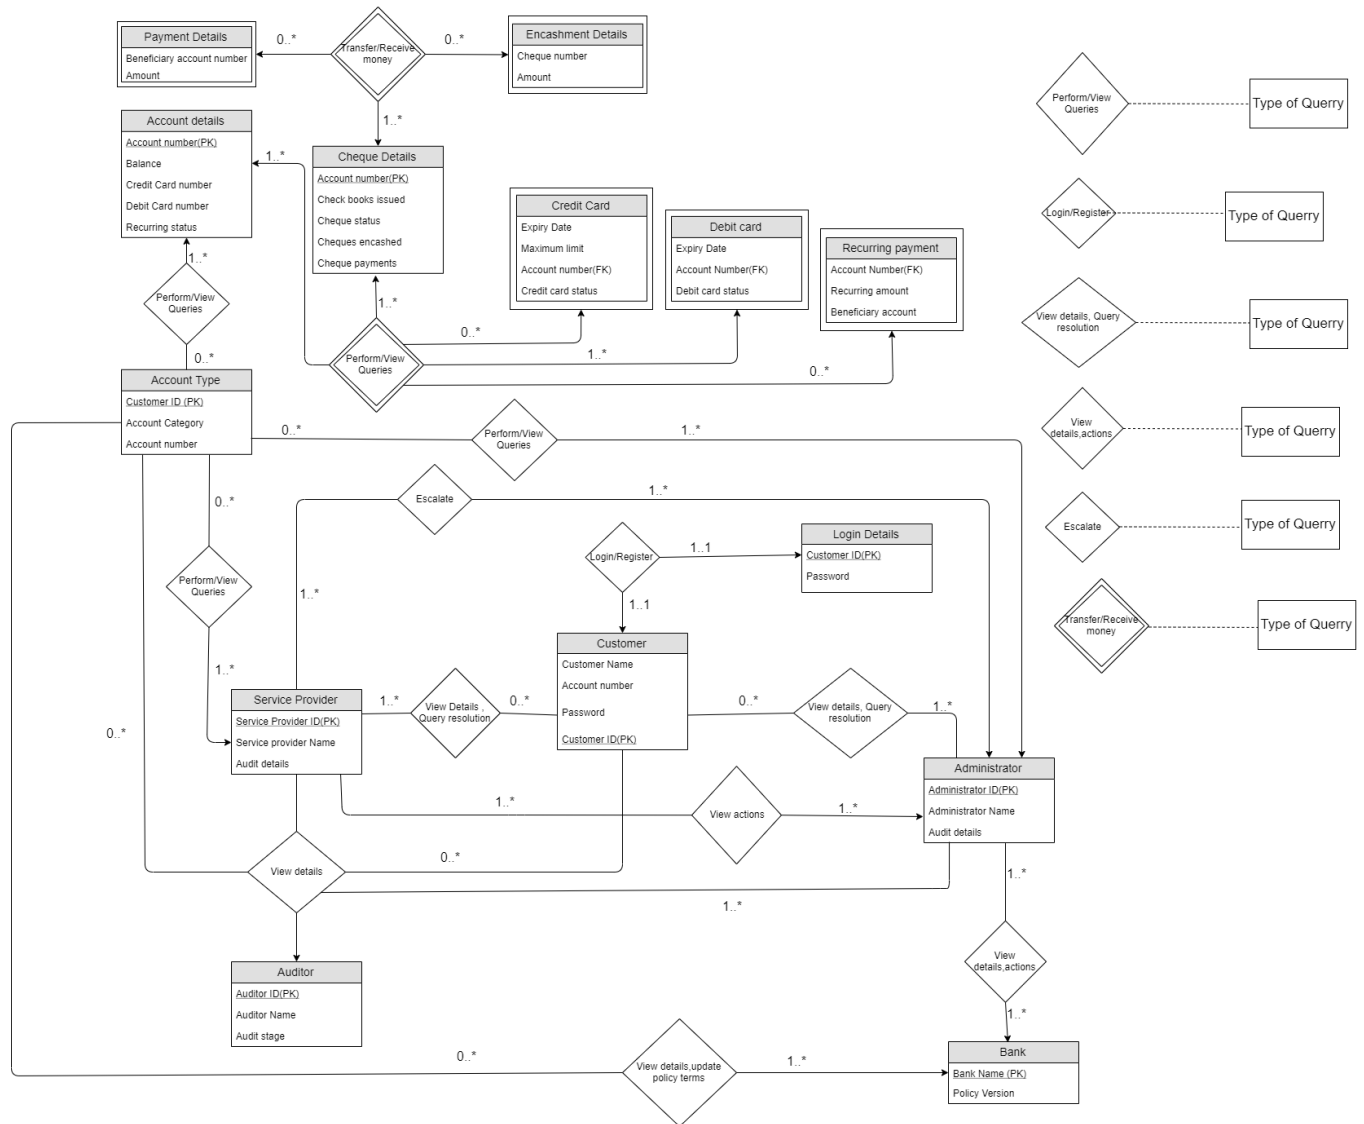 Payment Details
Beneficiary account number
Amount
0..*
Transfer/Receive
money
0..*
Encashment Details
Cheque number
Amount
1..*
Account details
Account number(PK)
Balance
Credit Card number
Debit Card number
Recurring status
1..*
Cheque Details
Account number(PK)
Check books issued
Cheque status
Cheques encashed
Cheque payments
Credit Card
Expiry Date
Maximum limit
Account number(FK)
Credit card status
Debit card
Expiry Date
Account Number(FK)
Debit card status
Recurring payment
Account Number(FK)
Recurring amount
Beneficiary account
1..*
Perform/View
Queries
0..*
1..*
Perform/View
Queries
0..*
1..*
0..*
Account Type
Customer ID (PK)
Account Category
Account number
0..*
Perform/View
Queries
1..*
0..*
Perform/View
Queries
1..*
Escalate
1..*
1..*
Login/Register
1..1
1..1
Login Details
Customer ID(PK)
Password
Customer
Customer Name
Account number
Password
Customer ID(PK)
Service Provider
Service Provider ID(PK)
Service provider Name
Audit details
1..*
View Details ,
Query resolution
0..*
0..*
View details, Query
resolution
1..*
0..*
Administrator
Administrator ID(PK)
Administrator Name
Audit details
1..*
View actions
1..*
View details
0..*
1..*
1..*
View
details,actions
1..*
Auditor
Auditor ID(PK)
Auditor Name
Audit stage
0..*
View details,update
policy terms
1..*
Bank
Bank Name (PK)
Policy Version
Perform/View
Queries
Type of Querry
Login/Register
Type of Querry
View details, Query
resolution
Type of Querry
View
details,actions
Type of Querry
Escalate
Type of Querry
Transfer/Receive
money
Type of Querry